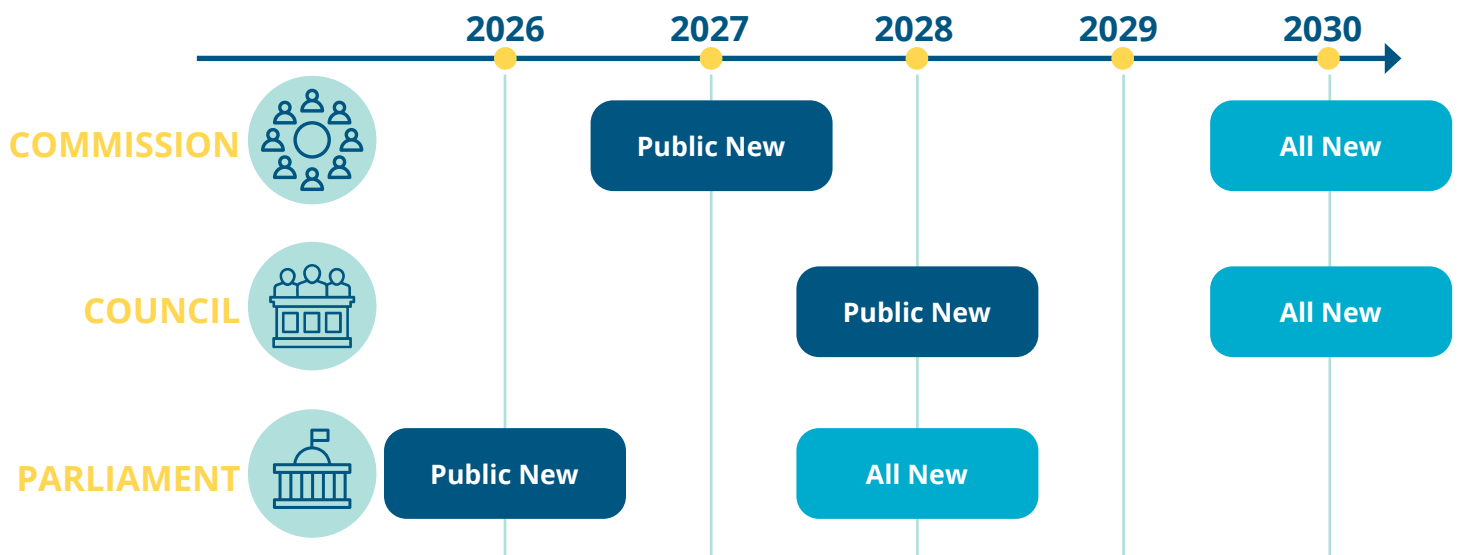 2026 2027 2028 2029 2030
COMMISSION Public New All New
COUNCIL Public New All New
PARLIAMENT Public New All New